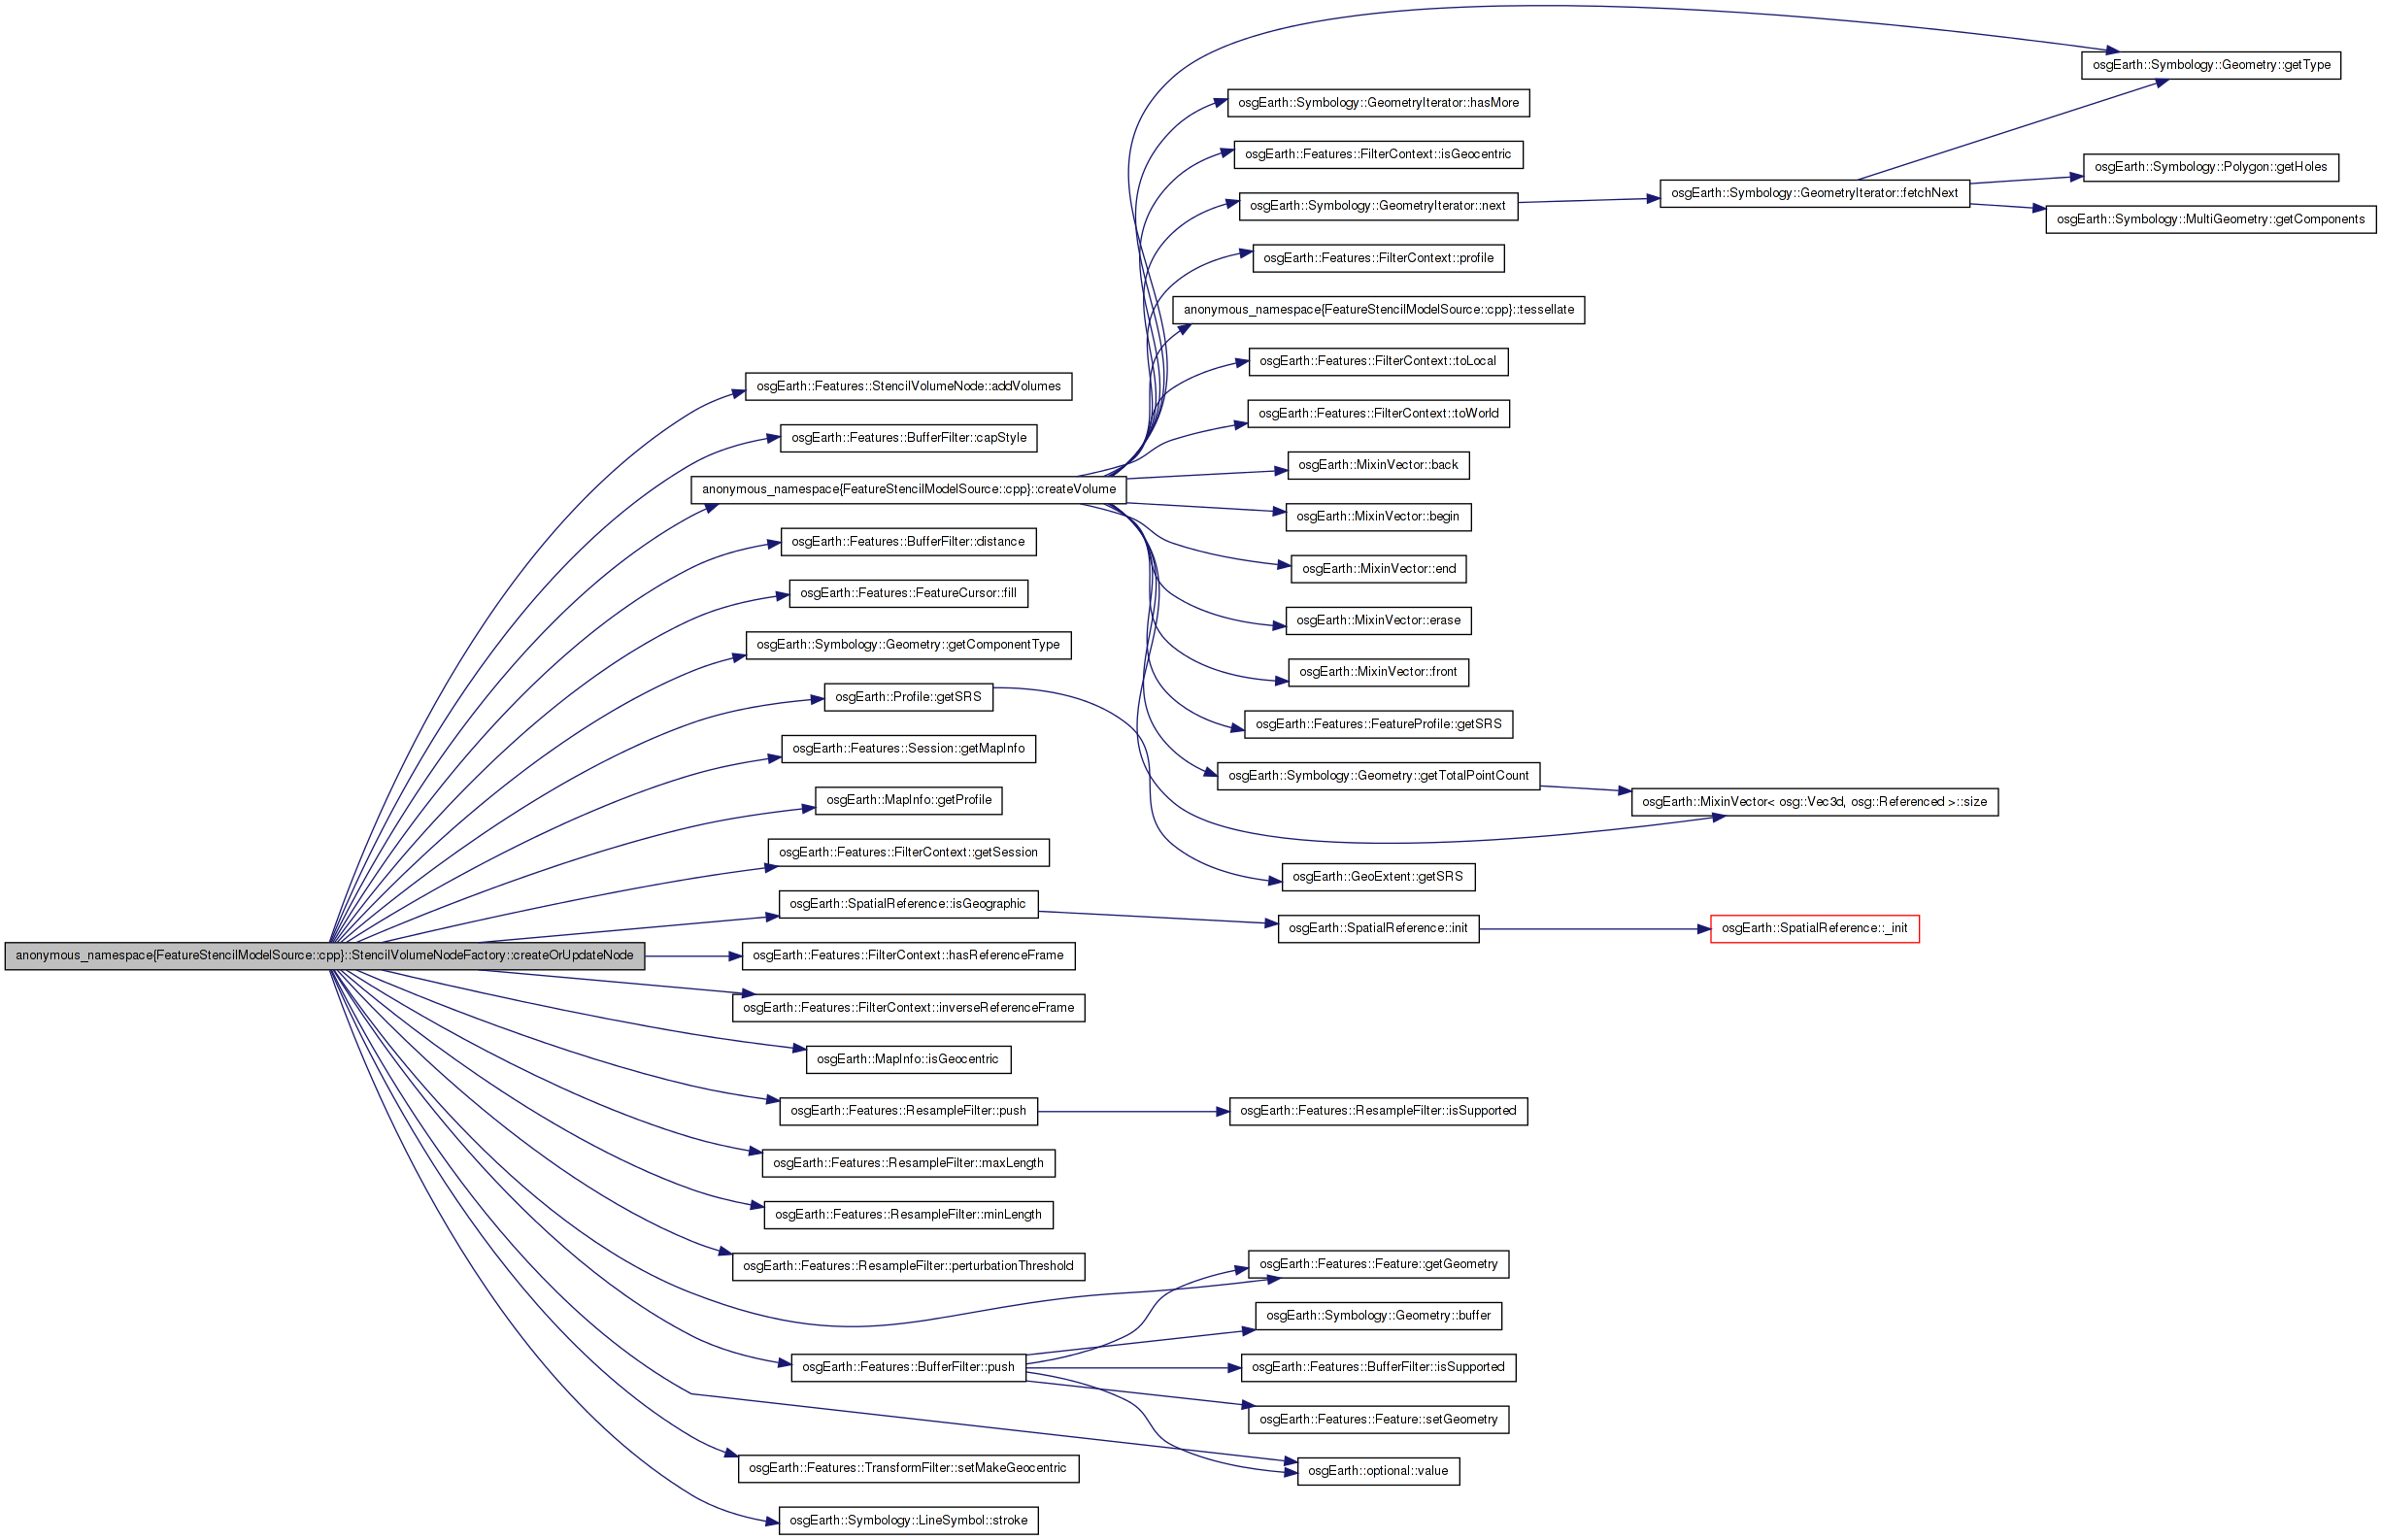 osgEarth::Symbology::Geometry::getType
osgEarth::Symbology::GeometryIterator::hasMore
osgEarth::Features::FilterContext::isGeocentric
osgEarth::Symbology::Polygon::getHoles
osgEarth::Symbology::GeometryIterator::next
osgEarth::Symbology::GeometryIterator::fetchNext
osgEarth::Symbology::MultiGeometry::getComponents
osgEarth::Features::FilterContext::profile
anonymous_namespace{FeatureStencilModelSource::cpp}::tessellate
osgEarth::Features::FilterContext::toLocal
osgEarth::Features::StencilVolumeNode::addVolumes
osgEarth::Features::FilterContext::toWorld
osgEarth::Features::BufferFilter::capStyle
osgEarth::MixinVector::back
anonymous_namespace{FeatureStencilModelSource::cpp}::createVolume
osgEarth::MixinVector::begin
osgEarth::Features::BufferFilter::distance
osgEarth::MixinVector::end
osgEarth::Features::FeatureCursor::fill
osgEarth::MixinVector::erase
osgEarth::Symbology::Geometry::getComponentType
osgEarth::MixinVector::front
osgEarth::Profile::getSRS
osgEarth::Features::FeatureProfile::getSRS
osgEarth::Features::Session::getMapInfo
osgEarth::Symbology::Geometry::getTotalPointCount
osgEarth::MapInfo::getProfile
osgEarth::MixinVector< osg::Vec3d, osg::Referenced >::size
osgEarth::Features::FilterContext::getSession
osgEarth::GeoExtent::getSRS
osgEarth::SpatialReference::isGeographic
osgEarth::SpatialReference::init
osgEarth::SpatialReference::_init
anonymous_namespace{FeatureStencilModelSource::cpp}::StencilVolumeNodeFactory::createOrUpdateNode
osgEarth::Features::FilterContext::hasReferenceFrame
osgEarth::Features::FilterContext::inverseReferenceFrame
osgEarth::MapInfo::isGeocentric
osgEarth::Features::ResampleFilter::push
osgEarth::Features::ResampleFilter::isSupported
osgEarth::Features::ResampleFilter::maxLength
osgEarth::Features::ResampleFilter::minLength
osgEarth::Features::ResampleFilter::perturbationThreshold
osgEarth::Features::Feature::getGeometry
osgEarth::Symbology::Geometry::buffer
osgEarth::Features::BufferFilter::push
osgEarth::Features::BufferFilter::isSupported
osgEarth::Features::Feature::setGeometry
osgEarth::Features::TransformFilter::setMakeGeocentric
osgEarth::optional::value
osgEarth::Symbology::LineSymbol::stroke